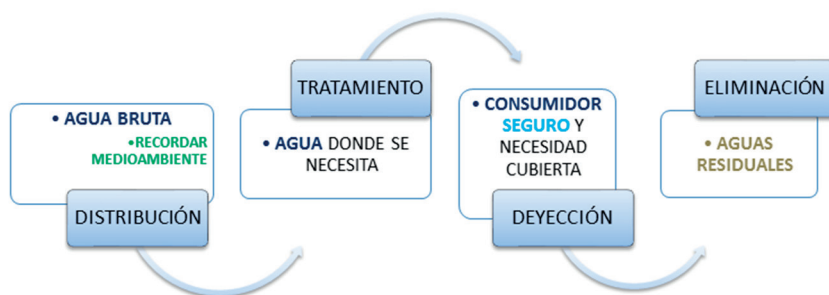 • AGUA BRUTA
•RECORDAR
MEDIOAMBIENTE
DISTRIBUCIÓN
TRATAMIENTO
• AGUA DONDE SE
NECESITA
• CONSUMIDOR
SEGURO Y
NECESIDAD
CUBIERTA
DEYECCIÓN
ELIMINACIÓN
• AGUAS
RESIDUALES